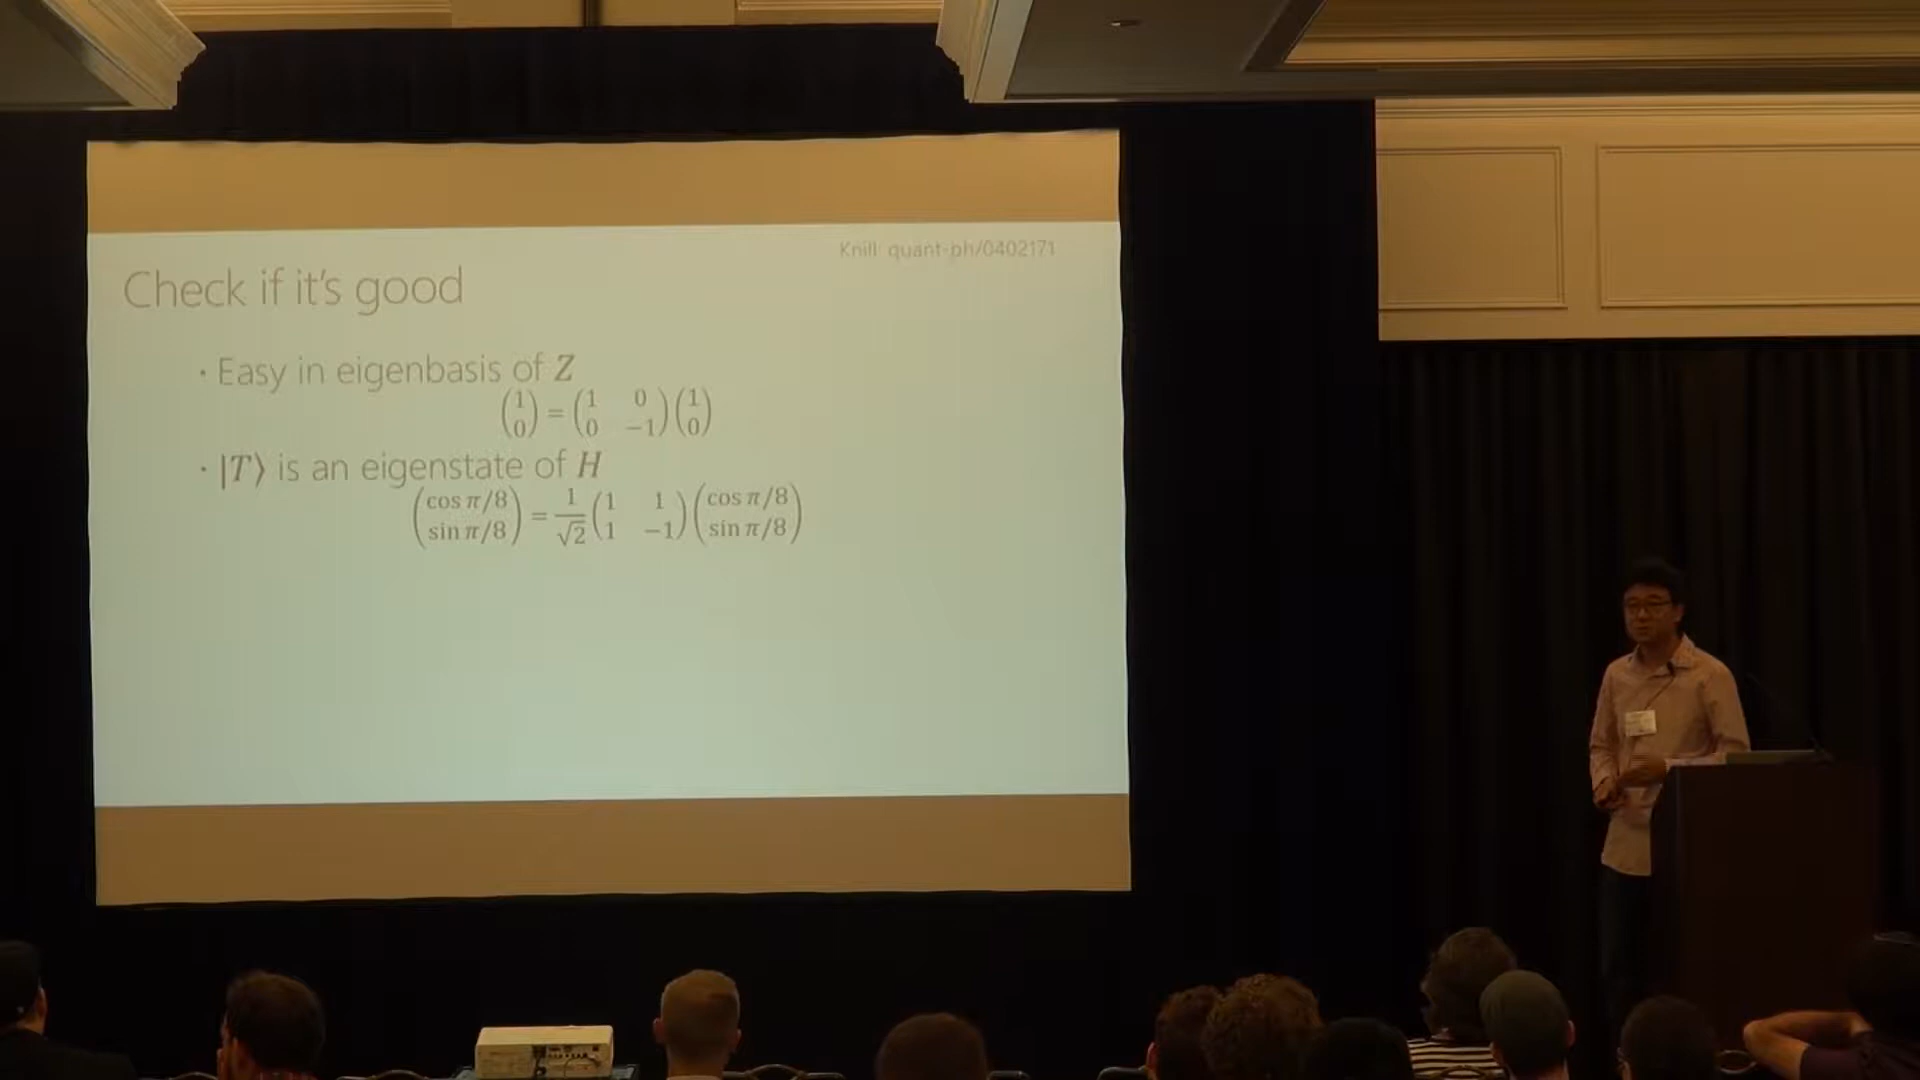 Knill: quant-ph/0402171
Check if it's good
· Easy in eigenbasis of Z
(1 0) = (1 0 0 −1)(1 0)
· |T⟩ is an eigenstate of H
(cos π/8 sin π/8) = 1/√2 (1 1 1 −1)(cos π/8 sin π/8)